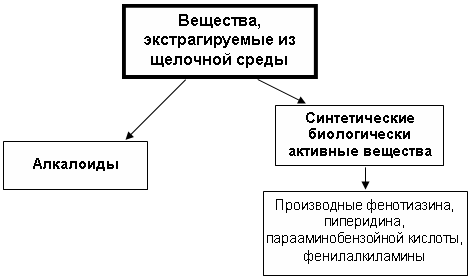 Вещества,
экстрагируемые из
щелочной среды
Алкалоиды
Синтетические
биологически
активные вещества
Производные фенотиазина,
пиперидина,
парааминобензойной кислоты,
фенилалкиламины